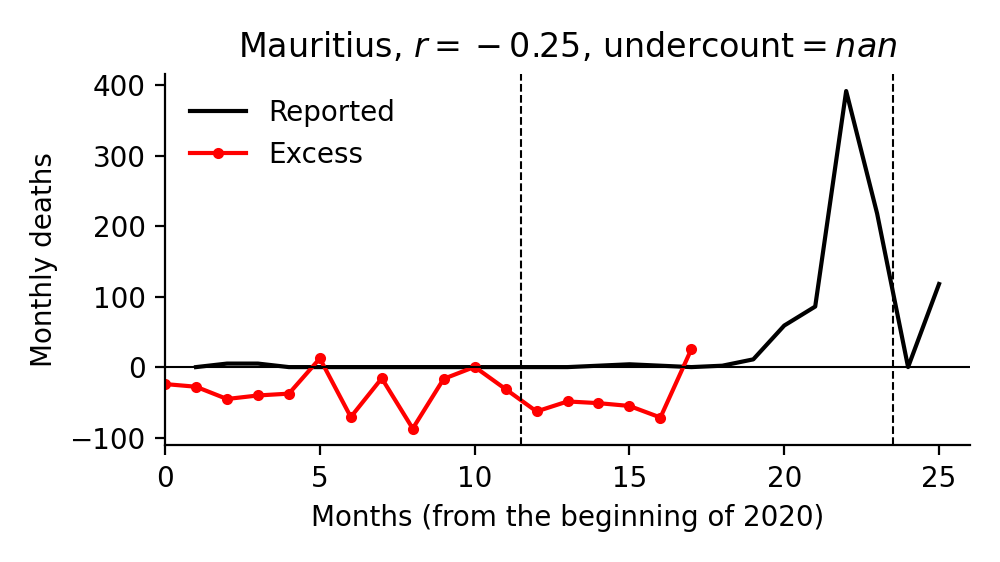 Mauritius, r = −0.25, undercount = nan
400
300
200
100
0
−100
Monthly deaths
Reported
Excess
0 5 10 15 20 25
Months (from the beginning of 2020)